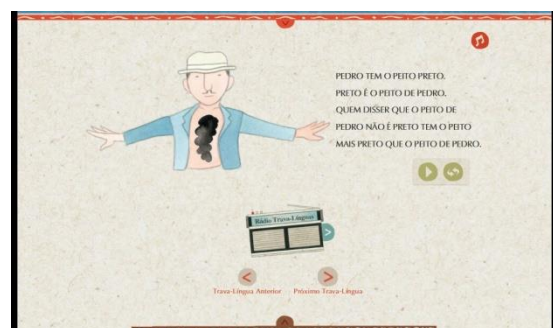 PEDRO TEM O PEITO PRETO.
PRETO É O PEITO DE PEDRO.
QUEM DISSER QUE O PEITO DE
PEDRO NÃO É PRETO TEM O PEITO
MAIS PRETO QUE O PEITO DE PEDRO.
Rádio Trava-Línguas
Trava-Língua Anterior Próximo Trava-Língua